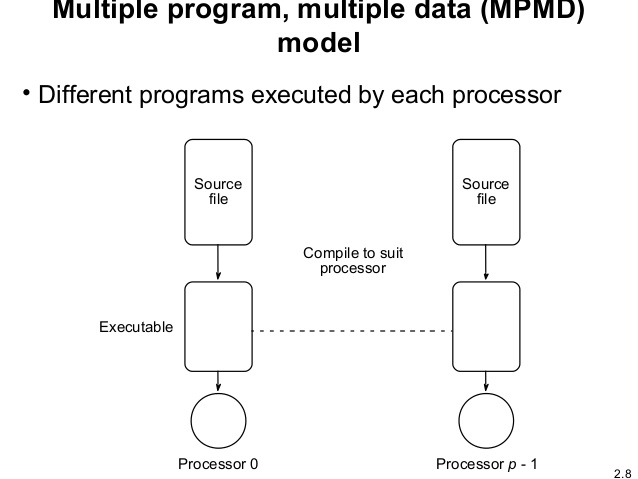 Multiple program, multiple data (MPMD)
model
• Different programs executed by each processor
Source
file
Source
file
Compile to suit
processor
Executable
Processor 0
Processor p - 1
2.8